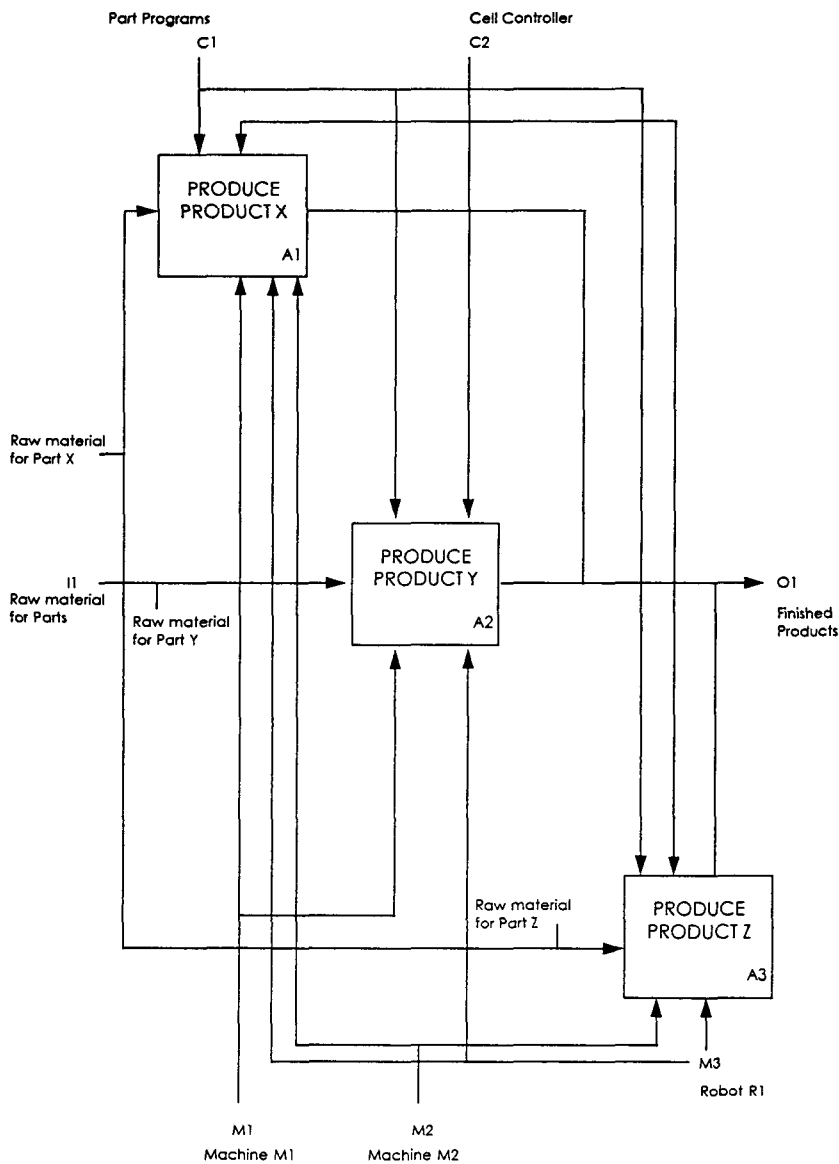 Part Programs
C1
Cell Controller
C2
PRODUCE
PRODUCT X
A1
Raw material
for Part X
I1
Raw material
for Parts
Raw material
for Part Y
PRODUCE
PRODUCT Y
A2
O1
Finished
Products
Raw material
for Part Z
PRODUCE
PRODUCT Z
A3
M3
Robot R1
M1
Machine M1
M2
Machine M2